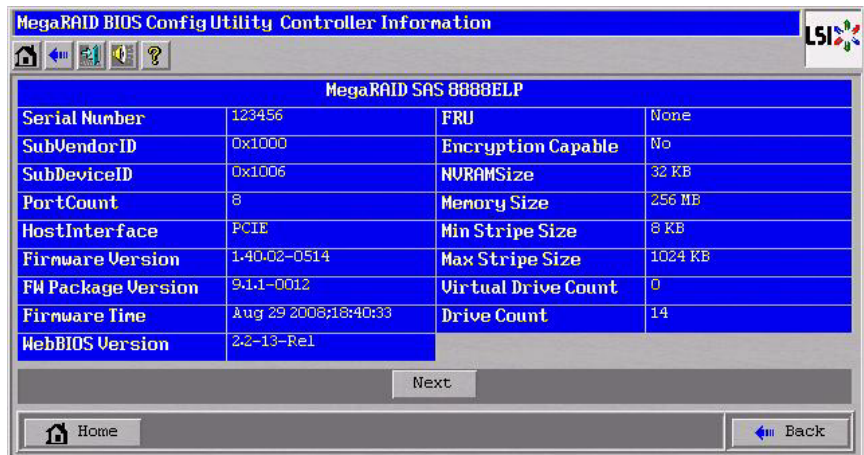 MegaRAID BIOS Config Utility Controller Information
LSI
MegaRAID SAS 8888ELP
Serial Number 123456 FRU None
SubVendorID 0x1000 Encryption Capable No
SubDeviceID 0x1006 NVRAMSize 32 KB
PortCount 8 Memory Size 256 MB
HostInterface PCIE Min Stripe Size 8 KB
Firmware Version 1.40.02-0514 Max Stripe Size 1024 KB
FW Package Version 9.1.1-0012 Virtual Drive Count 0
Firmware Time Aug 29 2008;18:40:33 Drive Count 14
WebBIOS Version 2.2-13-Rel
Next
Home Back